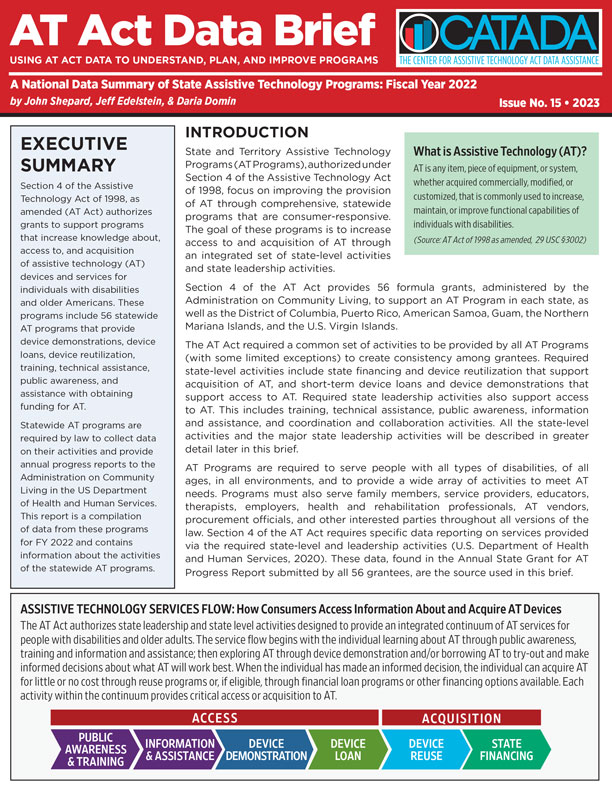 AT Act Data Brief
USING AT ACT DATA TO UNDERSTAND, PLAN, AND IMPROVE PROGRAMS
CATADA
THE CENTER FOR ASSISTIVE TECHNOLOGY ACT DATA ASSISTANCE
A National Data Summary of State Assistive Technology Programs: Fiscal Year 2022
by John Shepard, Jeff Edelstein, & Daria Domin
Issue No. 15 • 2023
EXECUTIVE
SUMMARY
Section 4 of the Assistive
Technology Act of 1998, as
amended (AT Act) authorizes
grants to support programs
that increase knowledge about,
access to, and acquisition
of assistive technology (AT)
devices and services for
individuals with disabilities
and older Americans. These
programs include 56 statewide
AT programs that provide
device demonstrations, device
loans, device reutilization,
training, technical assistance,
public awareness, and
assistance with obtaining
funding for AT.
Statewide AT programs are
required by law to collect data
on their activities and provide
annual progress reports to the
Administration on Community
Living in the US Department
of Health and Human Services.
This report is a compilation
of data from these programs
for FY 2022 and contains
information about the activities
of the statewide AT programs.
INTRODUCTION
State and Territory Assistive Technology
Programs (AT Programs), authorized under
Section 4 of the Assistive Technology Act
of 1998, focus on improving the provision
of AT through comprehensive, statewide
programs that are consumer-responsive.
The goal of these programs is to increase
access to and acquisition of AT through
an integrated set of state-level activities
and state leadership activities.
What is Assistive Technology (AT)?
AT is any item, piece of equipment, or system,
whether acquired commercially, modified, or
customized, that is commonly used to increase,
maintain, or improve functional capabilities of
individuals with disabilities.
(Source: AT Act of 1998 as amended, 29 USC §3002)
Section 4 of the AT Act provides 56 formula grants, administered by the
Administration on Community Living, to support an AT Program in each state, as
well as the District of Columbia, Puerto Rico, American Samoa, Guam, the Northern
Mariana Islands, and the U.S. Virgin Islands.
The AT Act required a common set of activities to be provided by all AT Programs
(with some limited exceptions) to create consistency among grantees. Required
state-level activities include state financing and device reutilization that support
acquisition of AT, and short-term device loans and device demonstrations that
support access to AT. Required state leadership activities also support access
to AT. This includes training, technical assistance, public awareness, information
and assistance, and coordination and collaboration activities. All the state-level
activities and the major state leadership activities will be described in greater
detail later in this brief.
AT Programs are required to serve people with all types of disabilities, of all
ages, in all environments, and to provide a wide array of activities to meet AT
needs. Programs must also serve family members, service providers, educators,
therapists, employers, health and rehabilitation professionals, AT vendors,
procurement officials, and other interested parties throughout all versions of the
law. Section 4 of the AT Act requires specific data reporting on services provided
via the required state-level and leadership activities (U.S. Department of Health
and Human Services, 2020). These data, found in the Annual State Grant for AT
Progress Report submitted by all 56 grantees, are the source used in this brief.
ASSISTIVE TECHNOLOGY SERVICES FLOW: How Consumers Access Information About and Acquire AT Devices
The AT Act authorizes state leadership and state level activities designed to provide an integrated continuum of AT services for
people with disabilities and older adults. The service flow begins with the individual learning about AT through public awareness,
training and information and assistance; then exploring AT through device demonstration and/or borrowing AT to try-out and make
informed decisions about what AT will work best. When the individual has made an informed decision, the individual can acquire AT
for little or no cost through reuse programs or, if eligible, through financial loan programs or other financing options available. Each
activity within the continuum provides critical access or acquisition to AT.
ACCESS
ACQUISITION
PUBLIC
AWARENESS
& TRAINING
INFORMATION
& ASSISTANCE
DEVICE
DEMONSTRATION
DEVICE
LOAN
DEVICE
REUSE
STATE
FINANCING